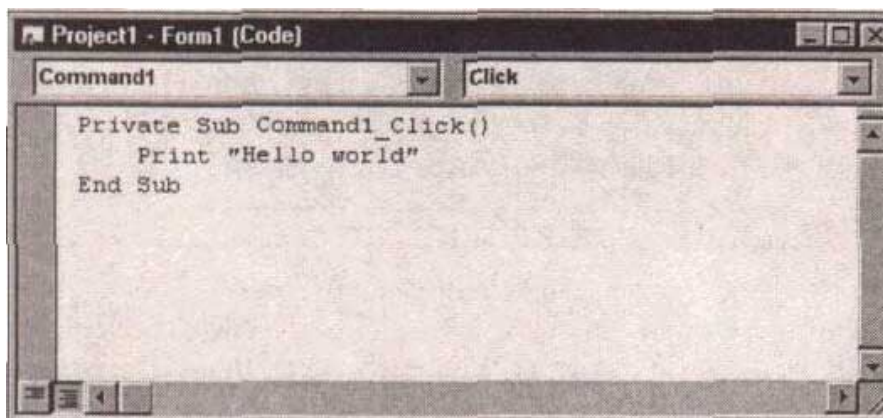 Project1 - Form1 (Code)
Command1 Click
Private Sub Command1_Click()
    Print "Hello world"
End Sub